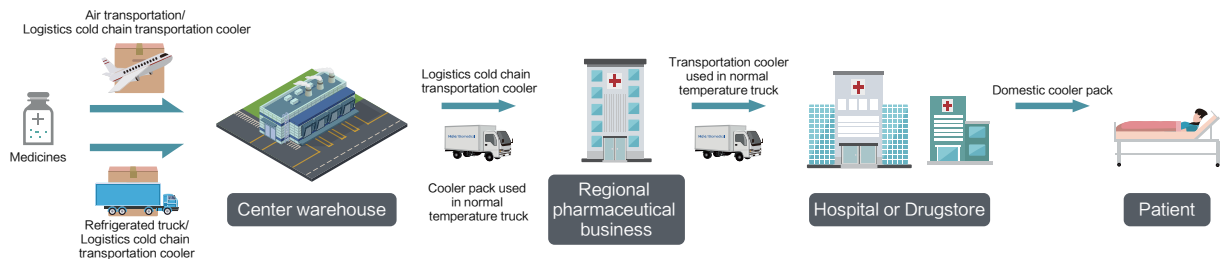 Air transportation/
Logistics cold chain transportation cooler
Medicines
Refrigerated truck/
Logistics cold chain
transportation cooler
Center warehouse
Logistics cold chain
transportation cooler
Cooler pack used
in normal
temperature truck
Regional
pharmaceutical
business
Transportation cooler
used in normal
temperature truck
Hospital or Drugstore
Domestic cooler pack
Patient